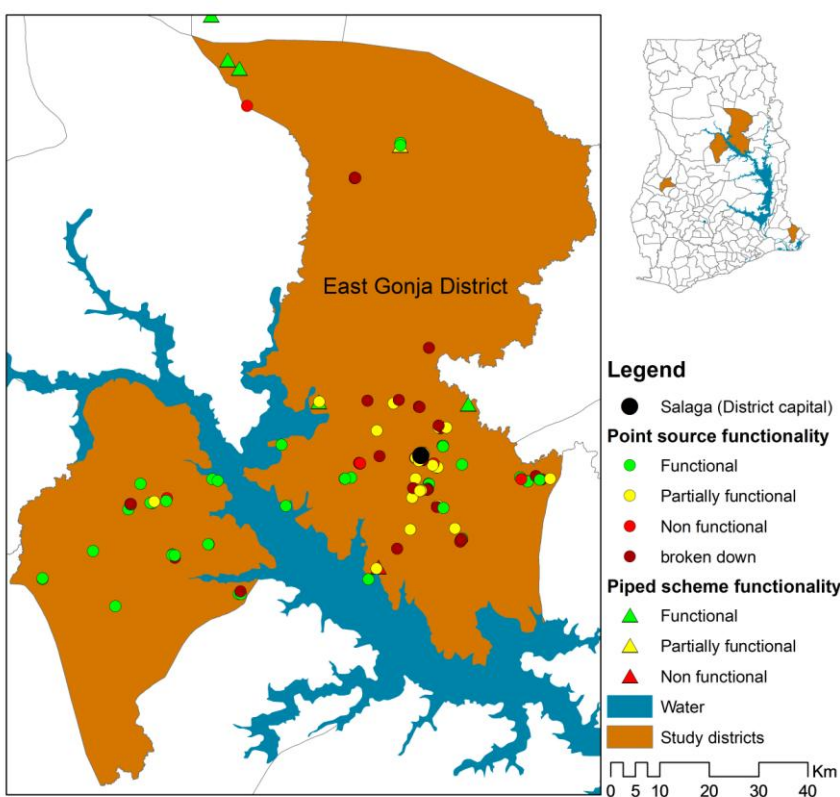 East Gonja District
Legend
Salaga (District capital)
Point source functionality
Functional
Partially functional
Non functional
broken down
Piped scheme functionality
Functional
Partially functional
Non functional
Water
Study districts
Km
0 5 10 20 30 40